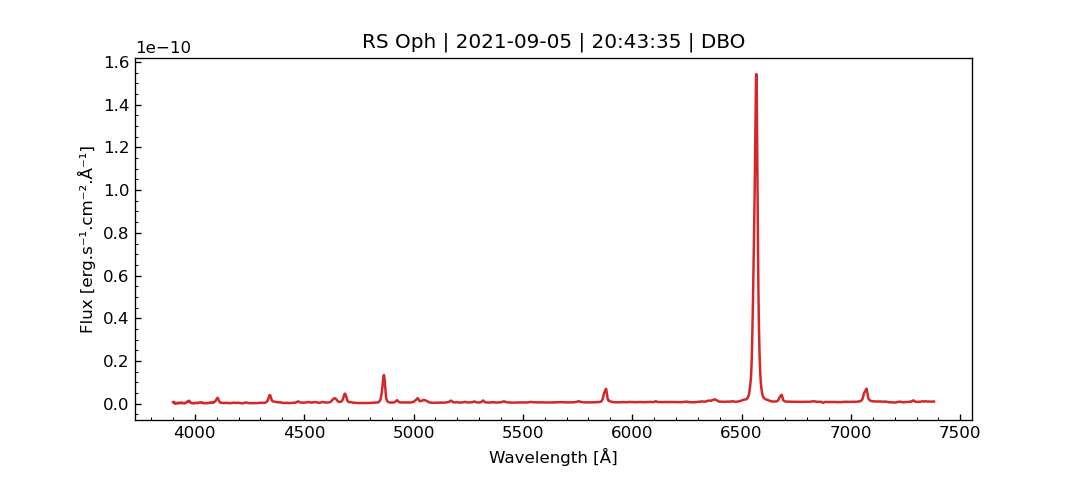 RS Oph | 2021-09-05 | 20:43:35 | DBO
1e−10
1.6
1.4
1.2
1.0
0.8
0.6
0.4
0.2
0.0
Flux [erg.s⁻¹.cm⁻².Å⁻¹]
4000 4500 5000 5500 6000 6500 7000 7500
Wavelength [Å]